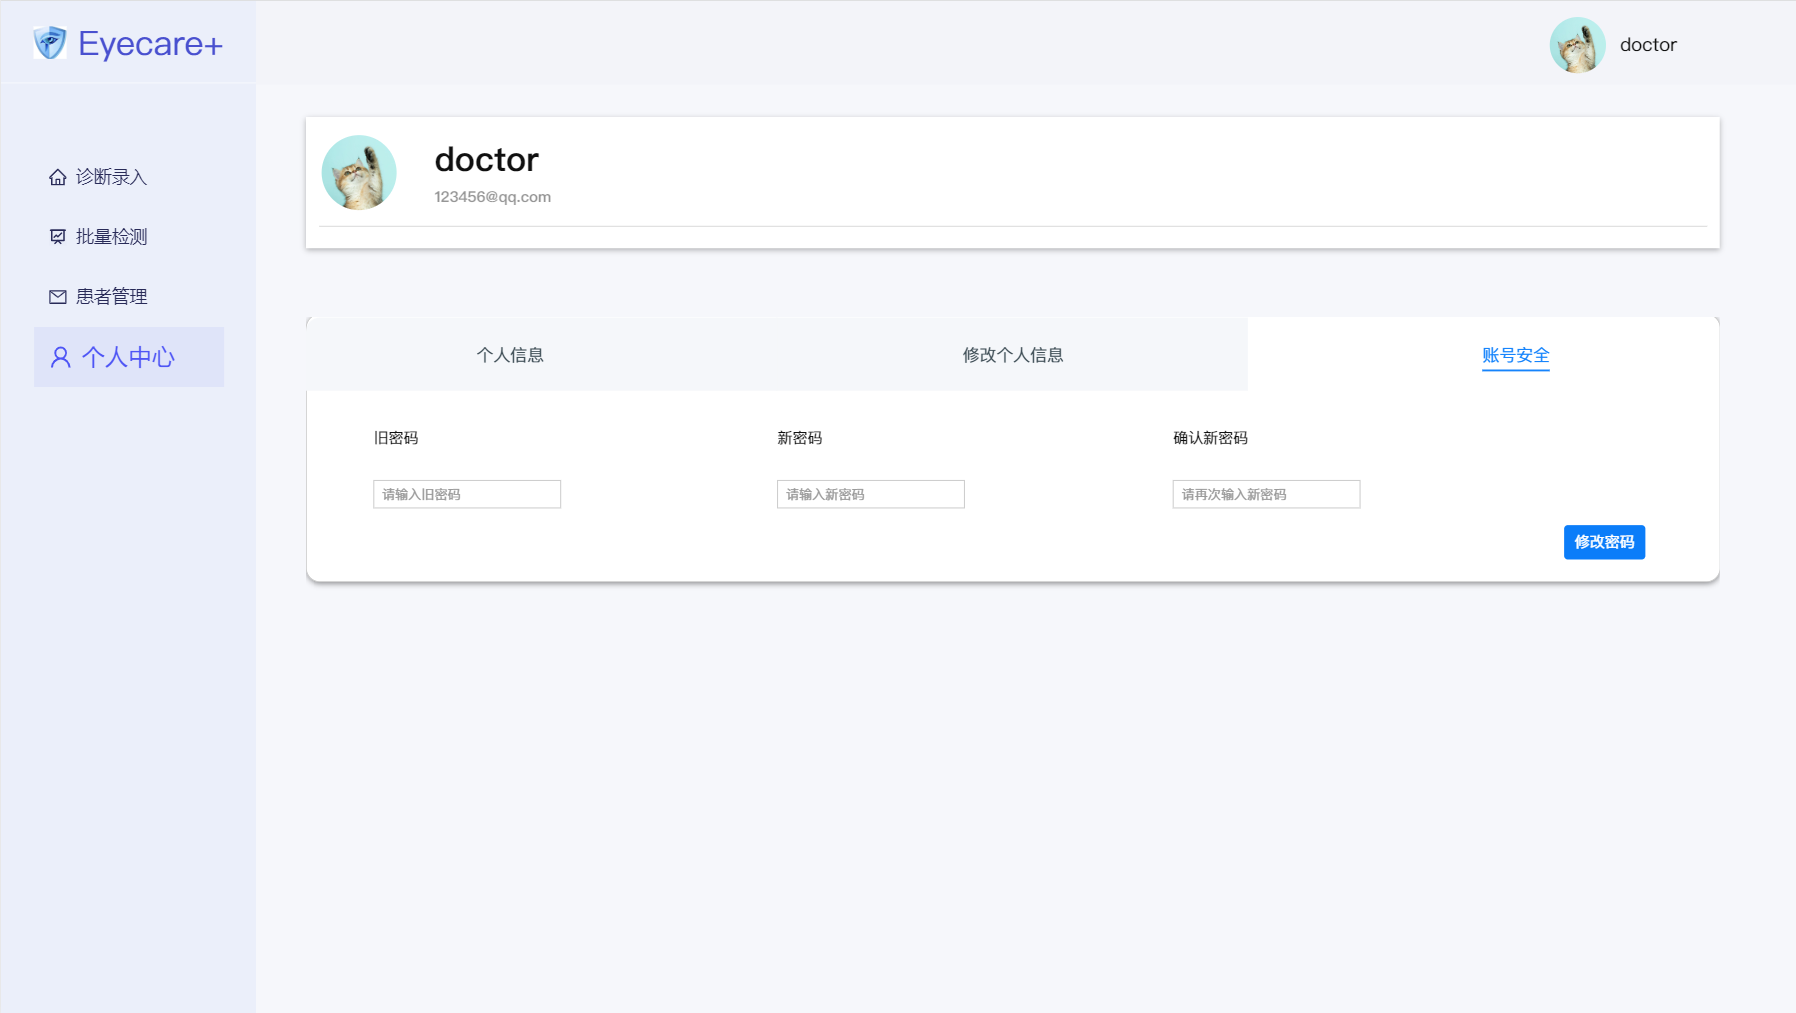 Eyecare+
doctor
诊断录入
批量检测
患者管理
个人中心
doctor
123456@qq.com
个人信息
修改个人信息
账号安全
旧密码
新密码
确认新密码
请输入旧密码
请输入新密码
请再次输入新密码
修改密码